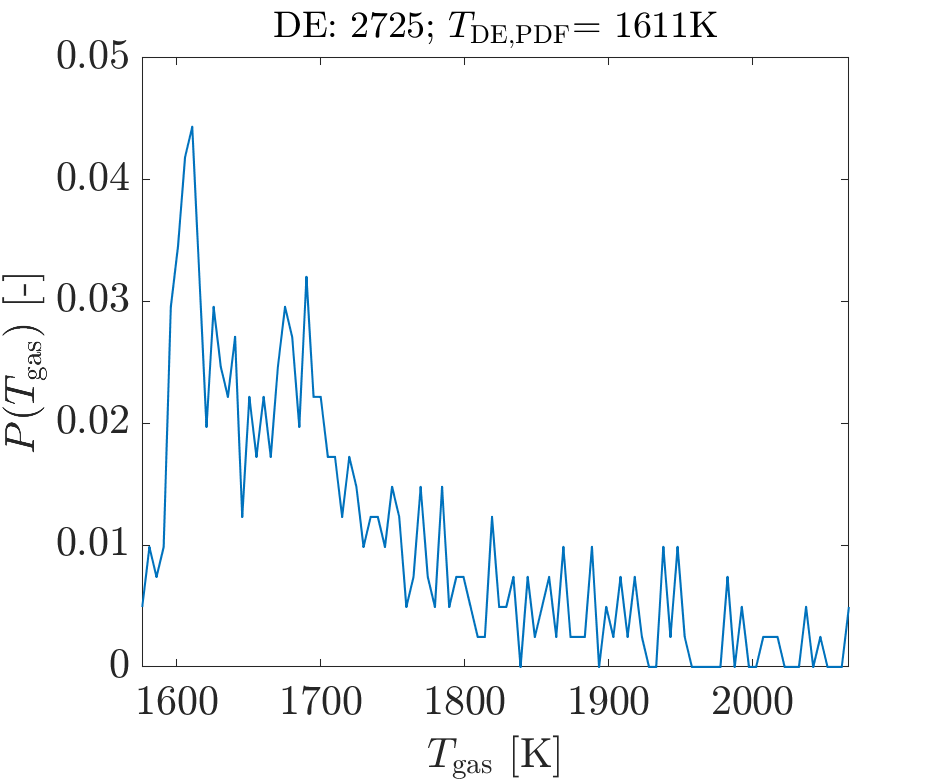 DE: 2725; T_DE,PDF= 1611K
0.05
0.04
0.03
0.02
0.01
0
P(T_gas) [-]
1600 1700 1800 1900 2000
T_gas [K]